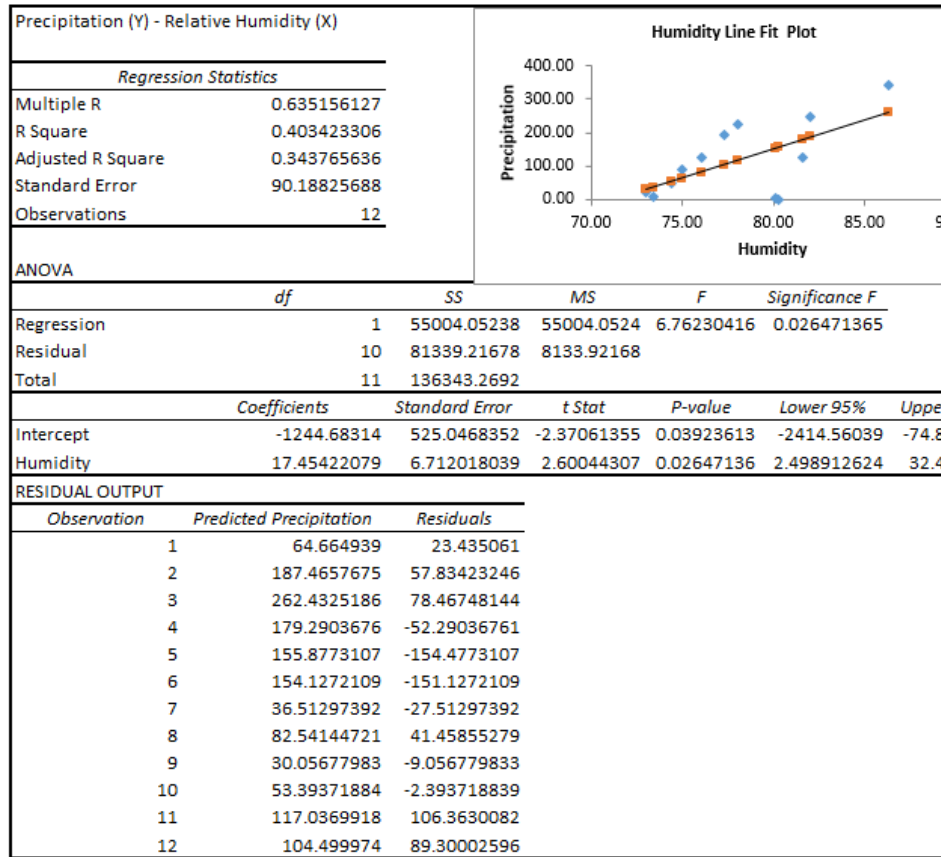 Precipitation (Y) - Relative Humidity (X)
Regression Statistics
Multiple R 0.635156127
R Square 0.403423306
Adjusted R Square 0.343765636
Standard Error 90.18825688
Observations 12
Humidity Line Fit Plot
Precipitation
400.00
300.00
200.00
100.00
0.00
70.00 75.00 80.00 85.00 9
Humidity
ANOVA
df SS MS F Significance F
Regression 1 55004.05238 55004.0524 6.76230416 0.026471365
Residual 10 81339.21678 8133.92168
Total 11 136343.2692
Coefficients Standard Error t Stat P-value Lower 95% Uppe
Intercept -1244.68314 525.0468352 -2.37061355 0.03923613 -2414.56039 -74.8
Humidity 17.45422079 6.712018039 2.60044307 0.02647136 2.498912624 32.4
RESIDUAL OUTPUT
Observation Predicted Precipitation Residuals
1 64.664939 23.435061
2 187.4657675 57.83423246
3 262.4325186 78.46748144
4 179.2903676 -52.29036761
5 155.8773107 -154.4773107
6 154.1272109 -151.1272109
7 36.51297392 -27.51297392
8 82.54144721 41.45855279
9 30.05677983 -9.056779833
10 53.39371884 -2.393718839
11 117.0369918 106.3630082
12 104.499974 89.30002596